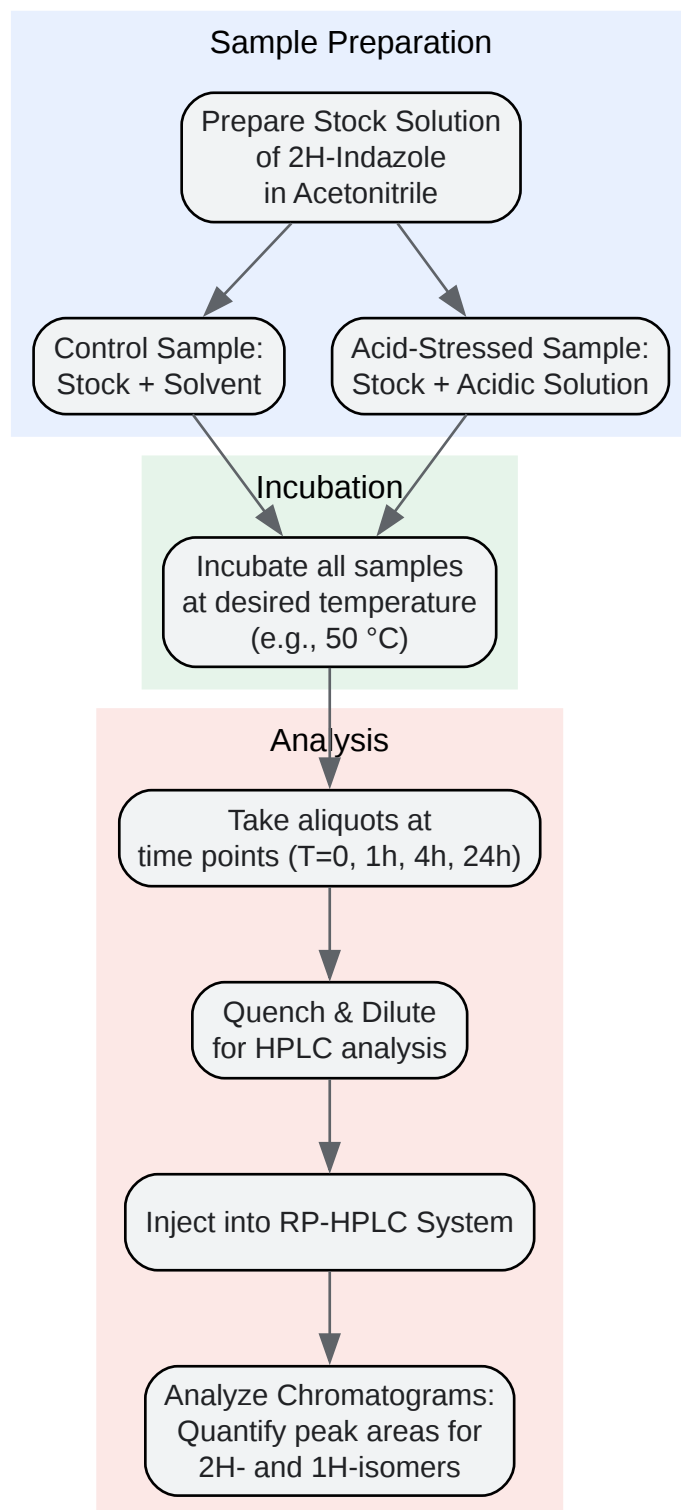 Sample Preparation
Prepare Stock Solution
of 2H-Indazole
in Acetonitrile
Control Sample:
Stock + Solvent
Acid-Stressed Sample:
Stock + Acidic Solution
Incubation
Incubate all samples
at desired temperature
(e.g., 50 °C)
Analysis
Take aliquots at
time points (T=0, 1h, 4h, 24h)
Quench & Dilute
for HPLC analysis
Inject into RP-HPLC System
Analyze Chromatograms:
Quantify peak areas for
2H- and 1H-isomers